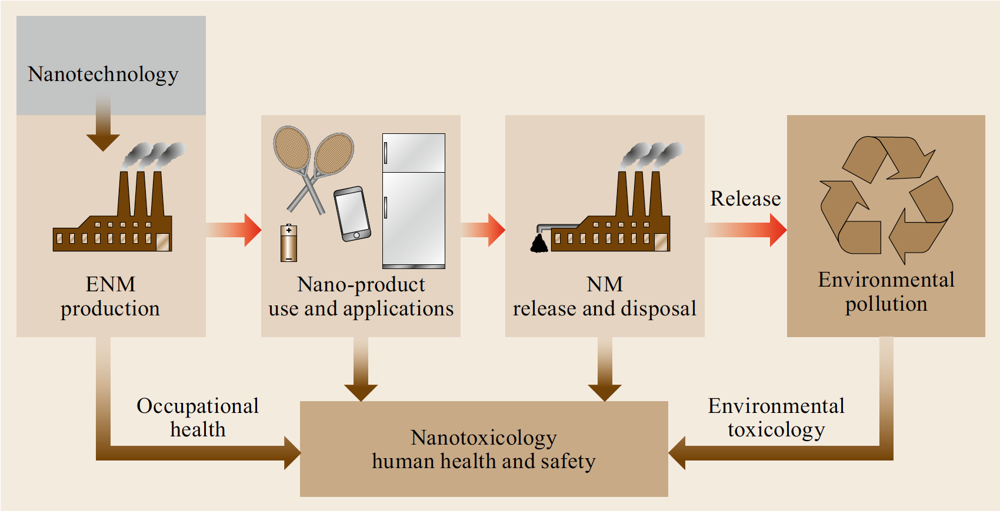 Nanotechnology
ENM
production
Nano-product
use and applications
NM
release and disposal
Release
Environmental
pollution
Occupational
health
Nanotoxicology
human health and safety
Environmental
toxicology